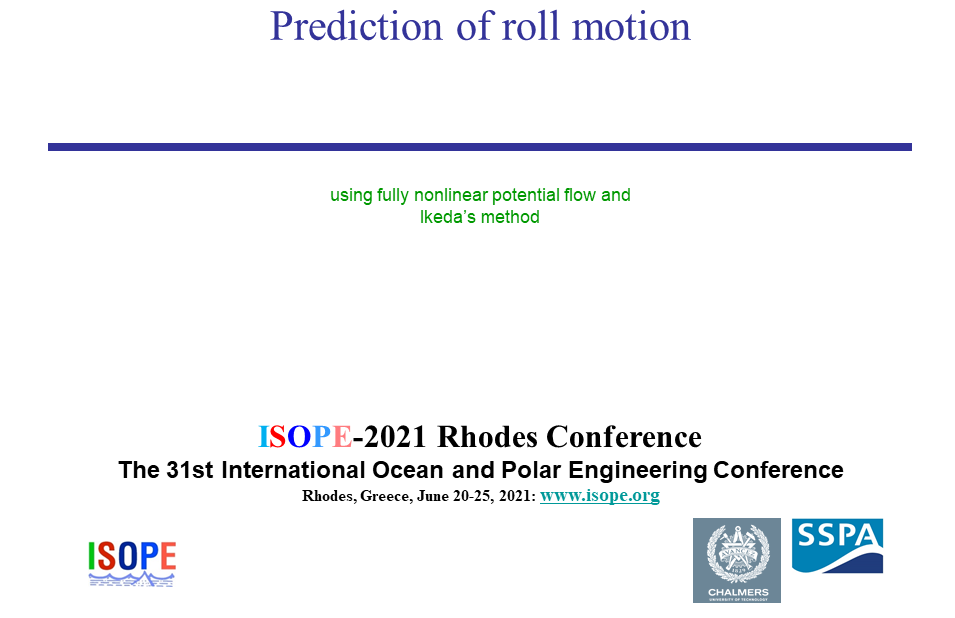 Prediction of roll motion
using fully nonlinear potential flow and
Ikeda’s method
ISOPE-2021 Rhodes Conference
The 31st International Ocean and Polar Engineering Conference
Rhodes, Greece, June 20-25, 2021: www.isope.org
ISOPE
AVANCEZ
1829
CHALMERS
UNIVERSITY OF TECHNOLOGY
SSPA